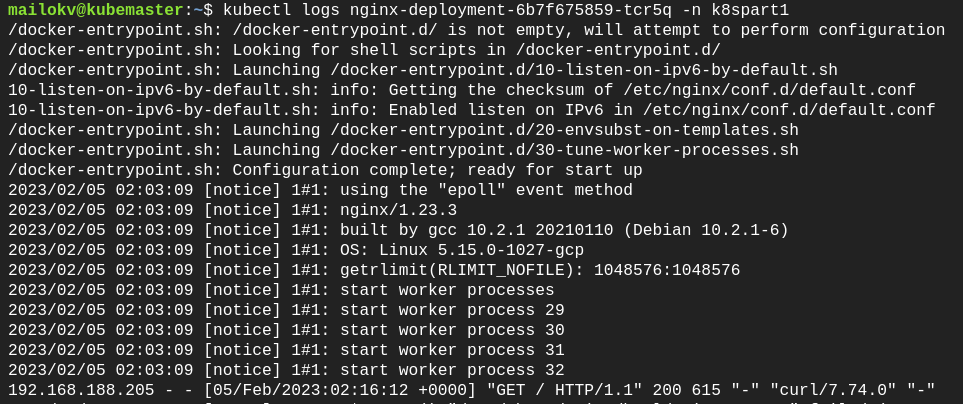 mailokv@kubemaster:~$ kubectl logs nginx-deployment-6b7f675859-tcr5q -n k8spart1
/docker-entrypoint.sh: /docker-entrypoint.d/ is not empty, will attempt to perform configuration
/docker-entrypoint.sh: Looking for shell scripts in /docker-entrypoint.d/
/docker-entrypoint.sh: Launching /docker-entrypoint.d/10-listen-on-ipv6-by-default.sh
10-listen-on-ipv6-by-default.sh: info: Getting the checksum of /etc/nginx/conf.d/default.conf
10-listen-on-ipv6-by-default.sh: info: Enabled listen on IPv6 in /etc/nginx/conf.d/default.conf
/docker-entrypoint.sh: Launching /docker-entrypoint.d/20-envsubst-on-templates.sh
/docker-entrypoint.sh: Launching /docker-entrypoint.d/30-tune-worker-processes.sh
/docker-entrypoint.sh: Configuration complete; ready for start up
2023/02/05 02:03:09 [notice] 1#1: using the "epoll" event method
2023/02/05 02:03:09 [notice] 1#1: nginx/1.23.3
2023/02/05 02:03:09 [notice] 1#1: built by gcc 10.2.1 20210110 (Debian 10.2.1-6)
2023/02/05 02:03:09 [notice] 1#1: OS: Linux 5.15.0-1027-gcp
2023/02/05 02:03:09 [notice] 1#1: getrlimit(RLIMIT_NOFILE): 1048576:1048576
2023/02/05 02:03:09 [notice] 1#1: start worker processes
2023/02/05 02:03:09 [notice] 1#1: start worker process 29
2023/02/05 02:03:09 [notice] 1#1: start worker process 30
2023/02/05 02:03:09 [notice] 1#1: start worker process 31
2023/02/05 02:03:09 [notice] 1#1: start worker process 32
192.168.188.205 - - [05/Feb/2023:02:16:12 +0000] "GET / HTTP/1.1" 200 615 "-" "curl/7.74.0" "-"